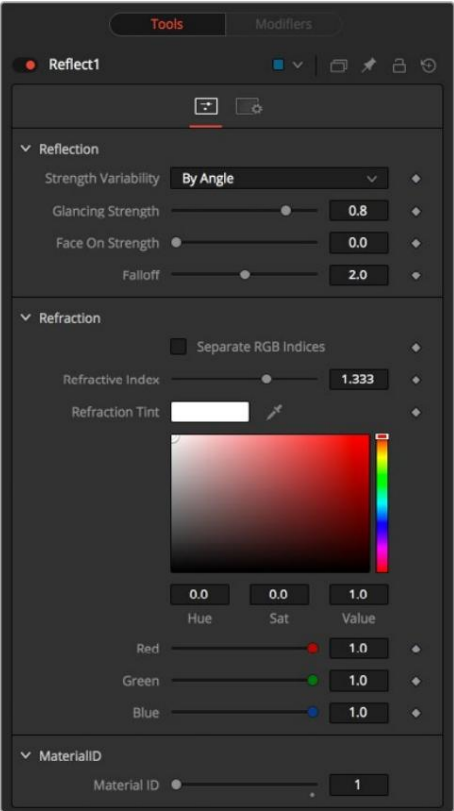 Tools Modifiers
Reflect1
Reflection
Strength Variability By Angle
Glancing Strength 0.8
Face On Strength 0.0
Falloff 2.0
Refraction
Separate RGB Indices
Refractive Index 1.333
Refraction Tint
0.0 0.0 1.0
Hue Sat Value
Red 1.0
Green 1.0
Blue 1.0
MaterialID
Material ID 1